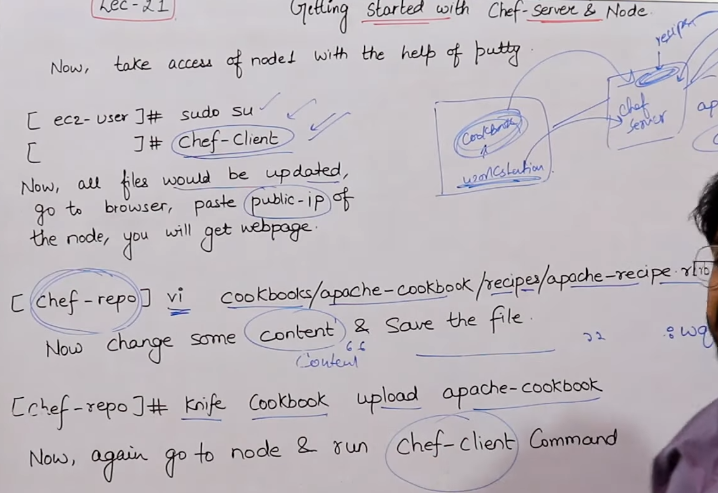 Lec-21
Getting started with Chef-Server & Node.
Now, take access of node1 with the help of putty.
[ ec2-user ]# sudo su
[ ]# Chef-Client
Now, all files would be updated,
go to browser, paste public-ip of
the node, you will get webpage.
recipe
Cookbook
workstation
chef
server
ap
[ chef-repo ] vi cookbooks/apache-cookbook/recipes/apache-recipe.rb
Now change some content & Save the file.
Content " " :wq
[chef-repo]# knife cookbook upload apache-cookbook
Now, again go to node & run Chef-client Command